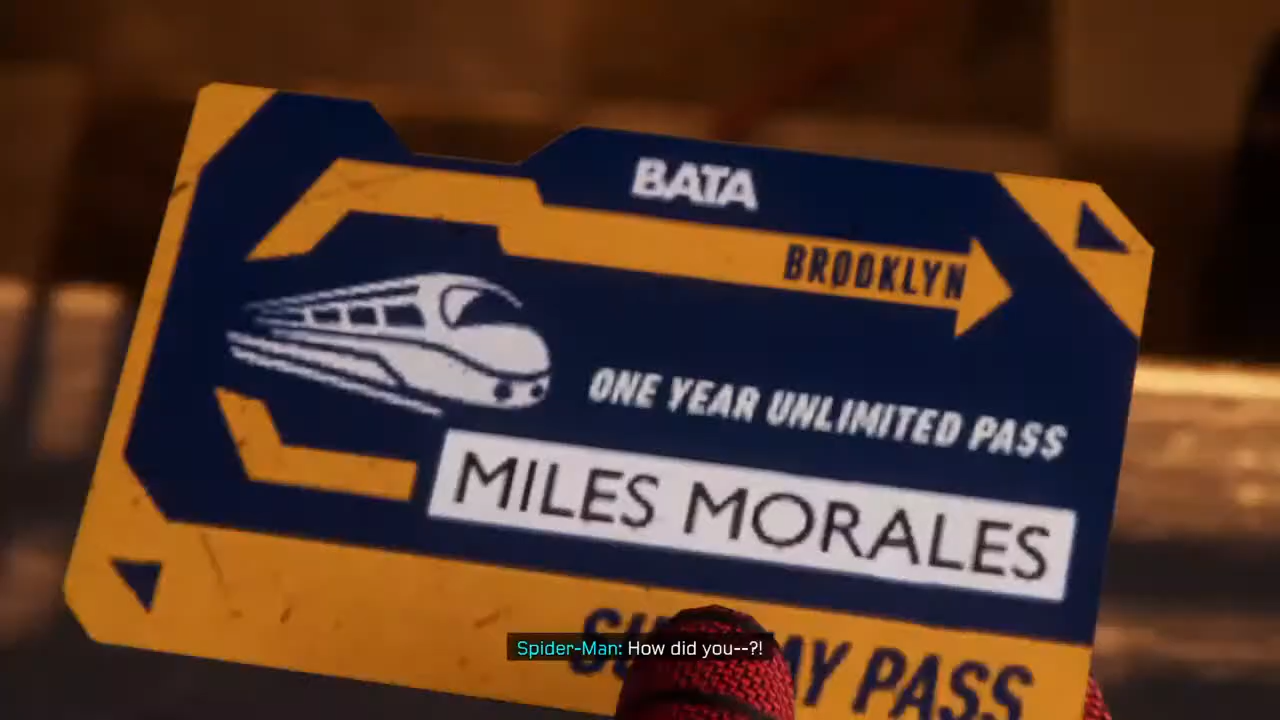 BATA
BROOKLYN
ONE YEAR UNLIMITED PASS
MILES MORALES
PASS
Spider-Man: How did you--?!